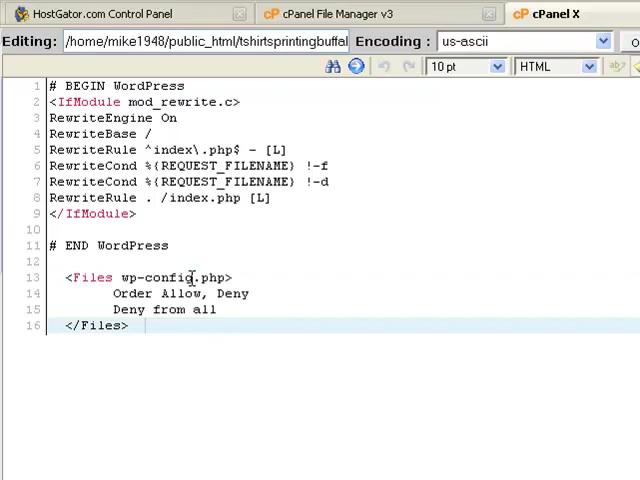 HostGator.com Control Panel cPanel File Manager v3 cPanel X
Editing: /home/mike1948/public_html/tshirtsprintingbuffal Encoding : us-ascii
10 pt HTML
1 # BEGIN WordPress
2 <IfModule mod_rewrite.c>
3 RewriteEngine On
4 RewriteBase /
5 RewriteRule ^index\.php$ - [L]
6 RewriteCond %{REQUEST_FILENAME} !-f
7 RewriteCond %{REQUEST_FILENAME} !-d
8 RewriteRule . /index.php [L]
9 </IfModule>
10
11 # END WordPress
12
13 <Files wp-config.php>
14 Order Allow, Deny
15 Deny from all
16 </Files>